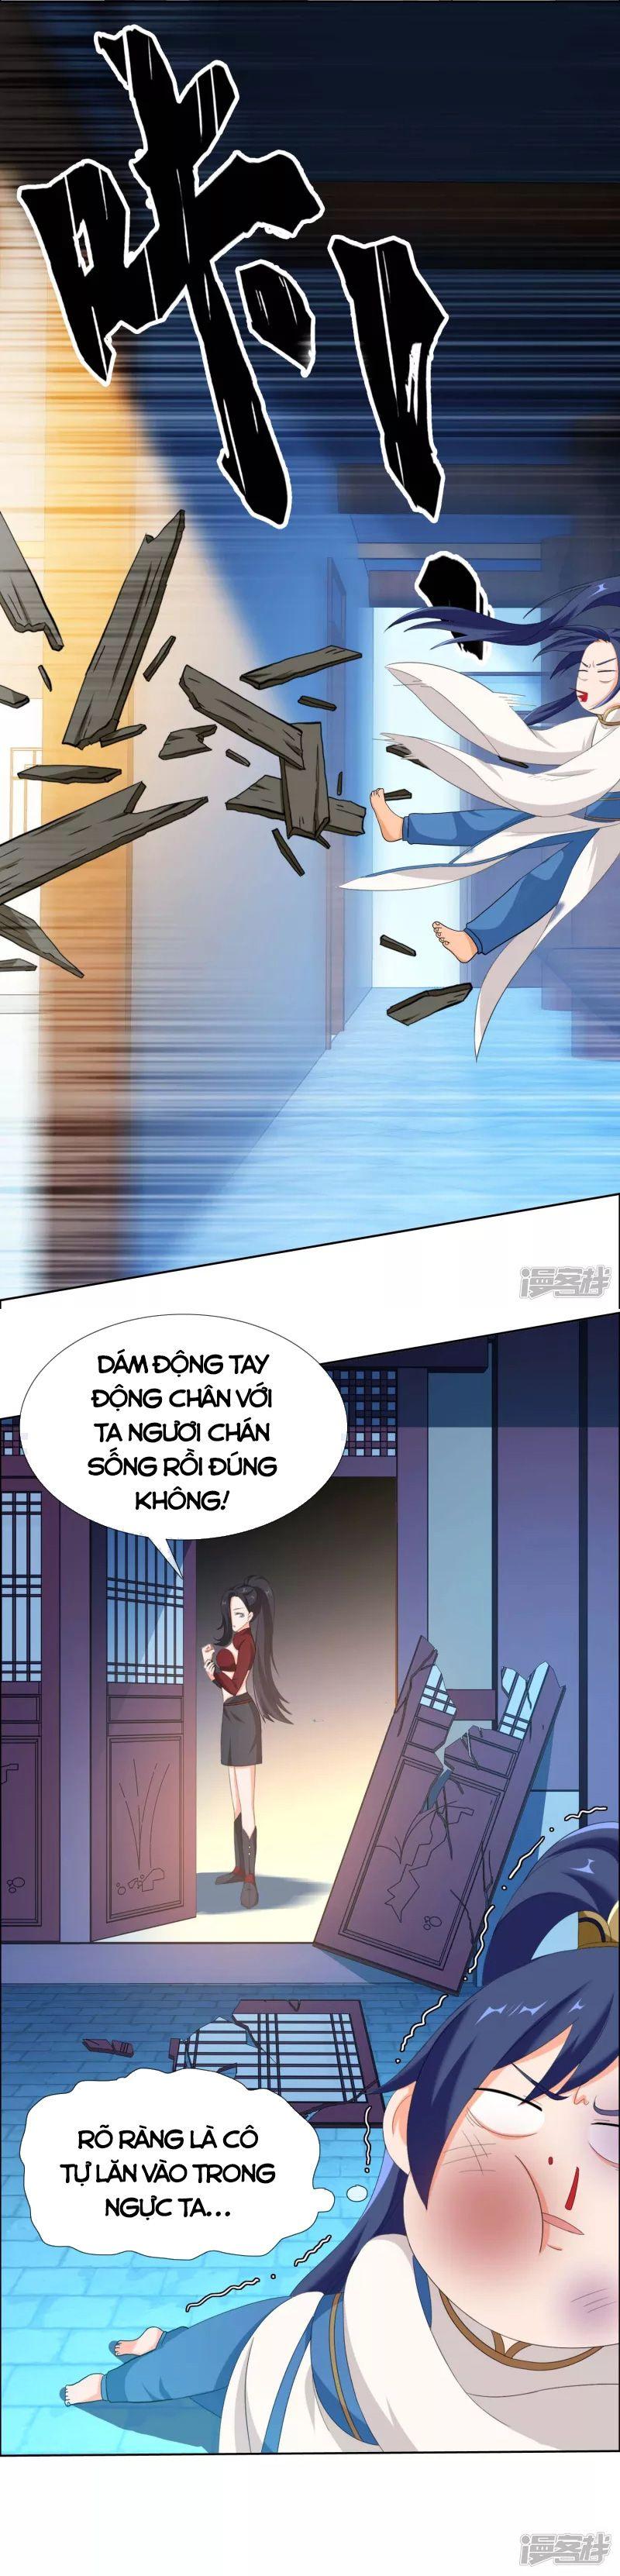 咔!
漫客栈
DÁM ĐỘNG TAY
ĐỘNG CHÂN VỚI
TA NGƯƠI CHÁN
SỐNG RỒI ĐÚNG
KHÔNG!
RÕ RÀNG LÀ CÔ
TỰ LĂN VÀO TRONG
NGỰC TA...
漫客栈